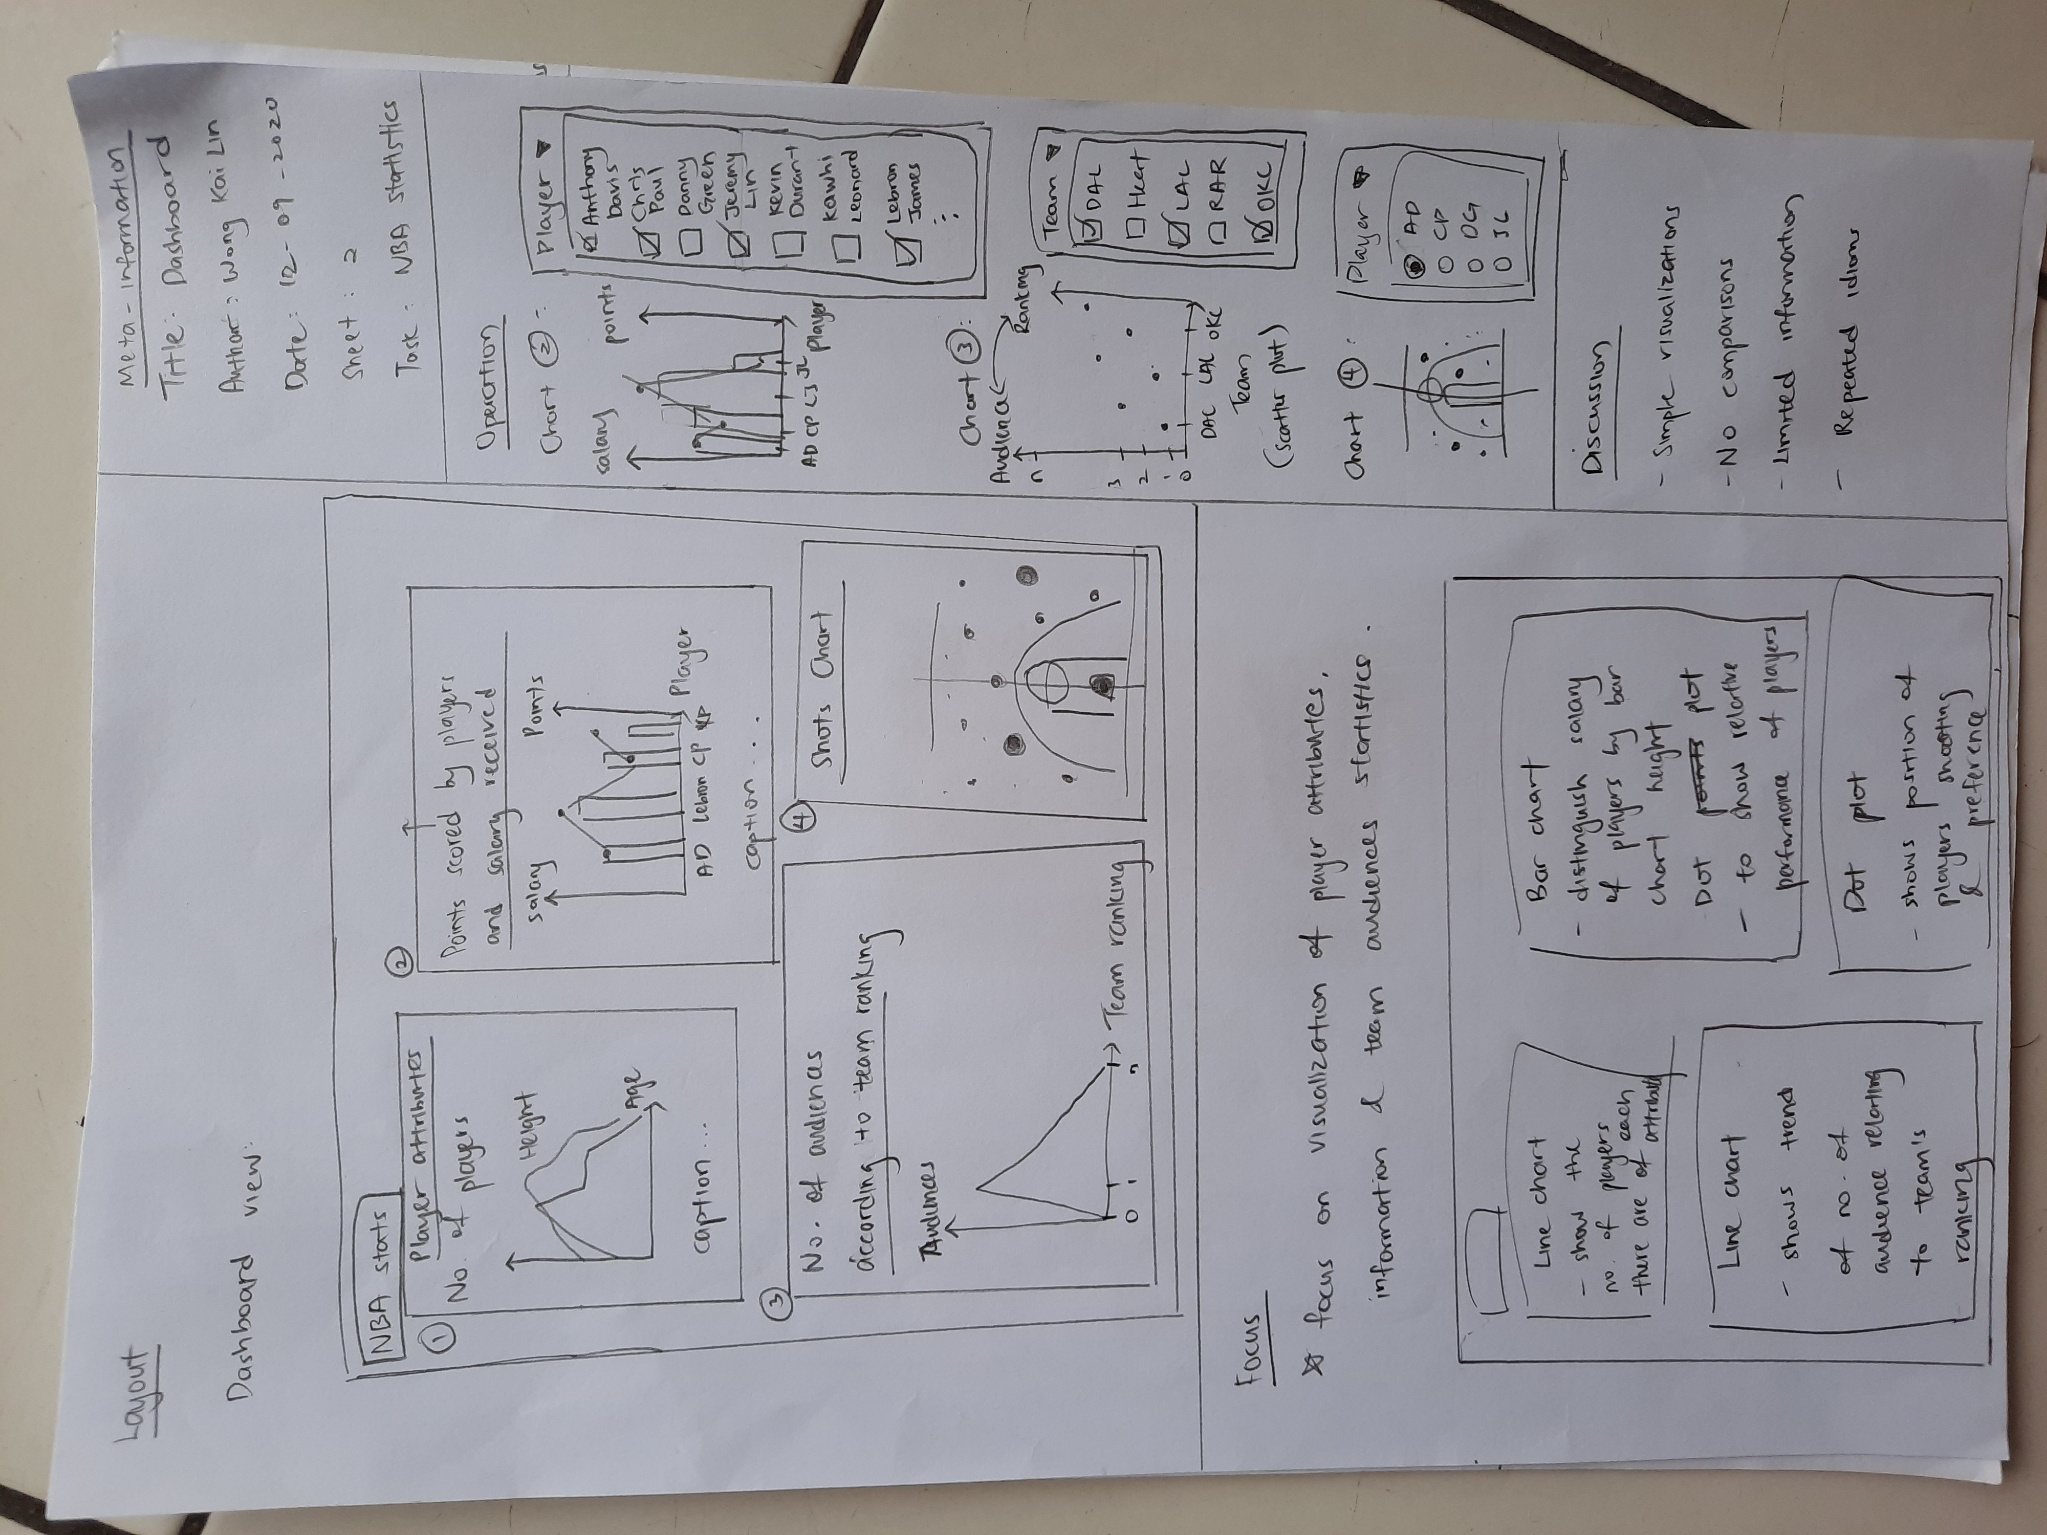 Layout
Dashboard view:
NBA stats
1
Player attributes
No. of players
Height
Age
caption ...
2
Points scored by players
and salary received
salary
Points
AD Lebron CP KP
Player
caption ...
3
No. of audiences
according to team ranking
Audiences
0 1 n
Team ranking
4
Shots Chart
Focus
focus on visualization of player attributes,
information & team audiences statistics.
Line chart
- show the
no. of players
there are of each
attribute
Bar chart
- distinguish salary
of players by bar
chart height
Dot points plot
- to show relative
performance of players
Line chart
- shows trend
of no. of
audience relating
to team's
ranking
Dot plot
- shows position of
players shooting
& preference
Meta-information
Title: Dashboard
Author: Wong Kai Lin
Date: 12-09-2020
Sheet: 2
Task: NBA statistics
Operation
Chart 2:
salary
points
AD CP LJ JL
player
Player
Anthony
Davis
Chris
Paul
Danny
Green
Jeremy
Lin
Kevin
Durant
Kawhi
Leonard
Lebron
James
Chart 3:
Audience
Ranking
n
3
2
1
0
DAL LAL OKC
Team
(scatter plot)
Team
DAL
Heat
LAL
RAR
OKC
Chart 4:
Player
AD
CP
DG
JL
Discussion
- Simple visualizations
- No comparisons
- Limited information
- Repeated idioms